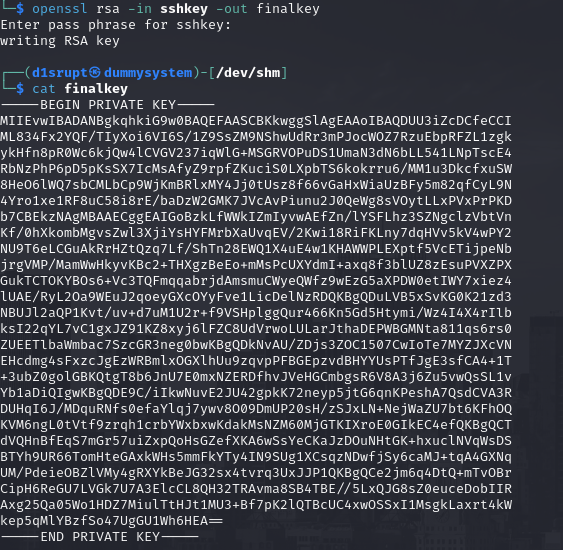 └─$ openssl rsa -in sshkey -out finalkey
Enter pass phrase for sshkey:
writing RSA key
┌──(d1srupt㉿dummysystem)-[/dev/shm]
└─$ cat finalkey
-----BEGIN PRIVATE KEY-----
MIIEvwIBADANBgkqhkiG9w0BAQEFAASCBKkwggSlAgEAAoIBAQDUU3iZcDCfeCCI
ML834Fx2YQF/TIyXoi6VI6S/1Z9SsZM9NShwUdRr3mPJocWOZ7RzuEbpRFZL1zgk
ykHfn8pR0Wc6kjQw4lCVGV237iqWlG+MSGRVOPuDS1UmaN3dN6bLL541LNpTscE4
RbNzPhP6pD5pKsSX7IcMsAfyZ9rpfZKuciS0LXpbTS6kokrru6/MM1u3DkcfxuSW
8HeO6lWQ7sbCMLbCp9WjKmBRlxMY4Jj0tUsz8f66vGaHxWiaUzBFy5m82qfCyL9N
4Yro1xe1RF8uC58i8rE/baDzW2GMK7JVcAvPiunu2J0QeWg8sVOytLLxPVxPrPKD
b7CBEkzNAgMBAAECggEAIGoBzkLfWWkIZmIyvwAEfZn/lYSFLhz3SZNgclzVbtVn
Kf/0hXkombMgvsZwl3XjiYsHYFMrbXaUvqEV/2Kwi18RiFKLny7dqHVv5kV4wPY2
NU9T6eLCGuAkRrHZtQzq7Lf/ShTn28EWQ1X4uE4w1KHAWWPLEXptf5VcETijpeNb
jrgVMP/MamWwHkyvKBc2+THXgzBeEo+mMsPcUXYdmI+axq8f3blUZ8zEsuPVXZPX
GukTCTOKYBOs6+Vc3TQFmqqabrjdAmsmuCWyeQWfz9wEzG5aXPDW0etIWY7xiez4
lUAE/RyL2Oa9WEuJ2qoeyGXcOYyFve1LicDelNzRDQKBgQDuLVB5xSvKG0K21zd3
NBUJl2aQP1Kvt/uv+d7uM1U2r+f9VSHplggQur466Kn5Gd5Htymi/Wz4I4X4rIlb
ksI22qYL7vC1gxJZ91KZ8xyj6lFZC8UdVrwoLULarJthaDEPWBGMNta811qs6rs0
ZUEETlbaWmbac7SzcGR3neg0bwKBgQDkNvAU/ZDjs3ZOC1507CwIoTe7MYZJXcVN
EHcdmg4sFxzcJgEzWRBmlxOGXlhUu9zqvpPFBGEpzvdBHYYUsPTfJgE3sfCA4+1T
+3ubZ0golGBKQtgT8b6JnU7E0mxNZERDfhvJVeHGCmbgsR6V8A3j6Zu5vwQsSL1v
Yb1aDiQIgwKBgQDE9C/iIkwNuvE2JU42gpkK72neyp5jtG6qnKPeshA7QsdCVA3R
DUHqI6J/MDquRNfs0efaYlqj7ywv8O09DmUP20sH/zSJxLN+NejWaZU7bt6KFhOQ
KVM6ngL0tVtf9zrqh1crbYWxbxwKdakMsNZM60MjGTKIXroE0GIkEC4efQKBgQCT
dVQHnBfEqS7mGr57uiZxpQoHsGZefXKA6wSsYeCKaJzDOuNHtGK+hxuclNVqWsDS
BTYh9UR66TomHteGAxkWHs5mmFkYTy4IN9SUg1XCsqzNDwfjSy6caMJ+tqA4GXNq
UM/PdeieOBZlVMy4gRXYkBeJG32sx4tvrq3UxJJP1QKBgQCe2jm6q4DtQ+mTvOBr
CipH6ReGU7LVGk7U7A3ElcCL8QH32TRAvma8SB4TBE//5LxQJG8sZ0euceDobIIR
Axg25Qa05Wo1HDZ7MiulTtHJt1MU3+Bf7pK2lQTBcUC4xwOSSxI1MsgkLaxrt4kW
kep5qMlYBzfSo47UgGU1Wh6HEA==
-----END PRIVATE KEY-----